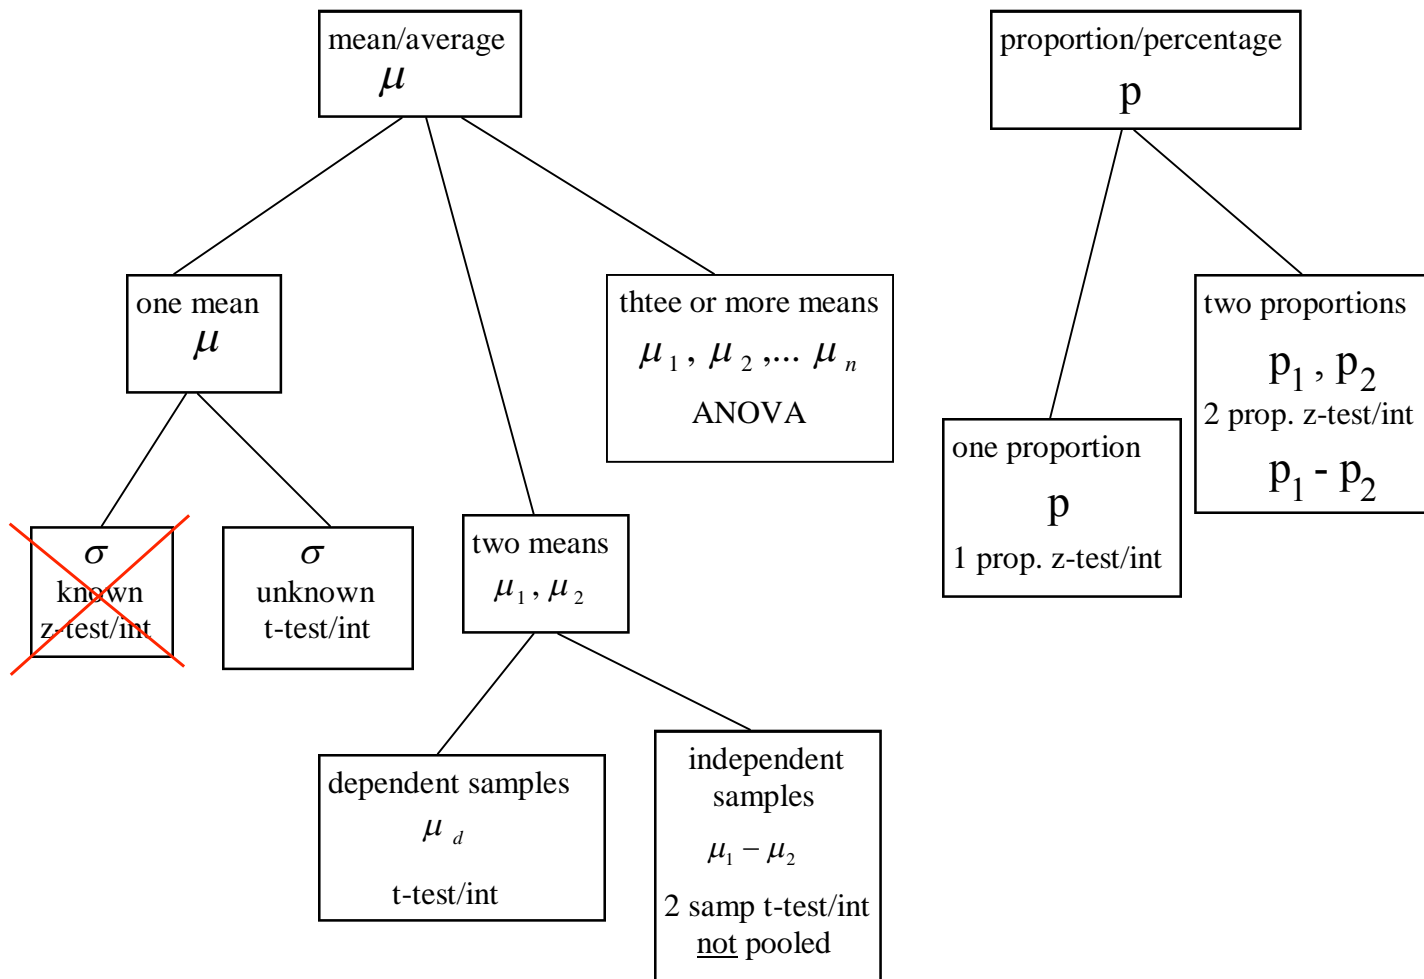 mean/average
μ
proportion/percentage
p
one mean
μ
thtee or more means
μ₁ , μ₂ ,... μₙ
ANOVA
two proportions
p₁ , p₂
2 prop. z-test/int
p₁ - p₂
one proportion
p
1 prop. z-test/int
σ
known
z-test/int
σ
unknown
t-test/int
two means
μ₁ , μ₂
dependent samples
μ d
t-test/int
independent
samples
μ₁ − μ₂
2 samp t-test/int
not pooled